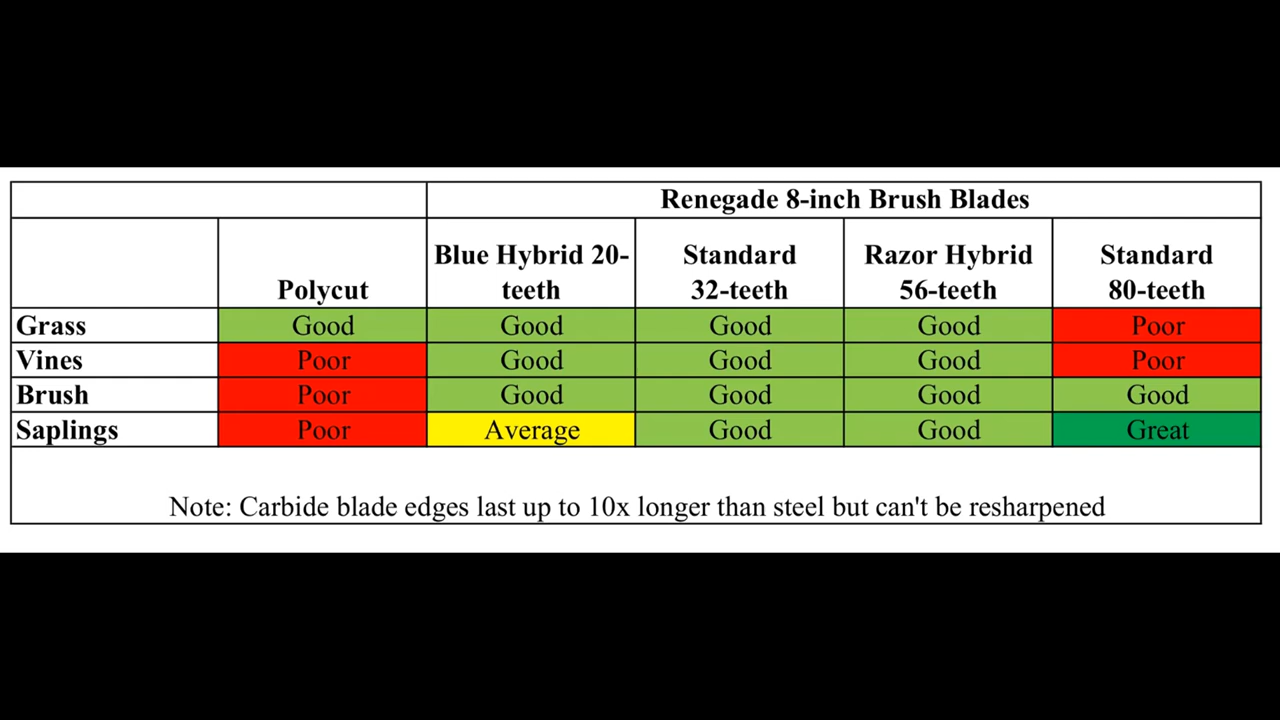 Renegade 8-inch Brush Blades
Polycut Blue Hybrid 20-teeth Standard 32-teeth Razor Hybrid 56-teeth Standard 80-teeth
Grass Good Good Good Good Poor
Vines Poor Good Good Good Poor
Brush Poor Good Good Good Good
Saplings Poor Average Good Good Great
Note: Carbide blade edges last up to 10x longer than steel but can't be resharpened